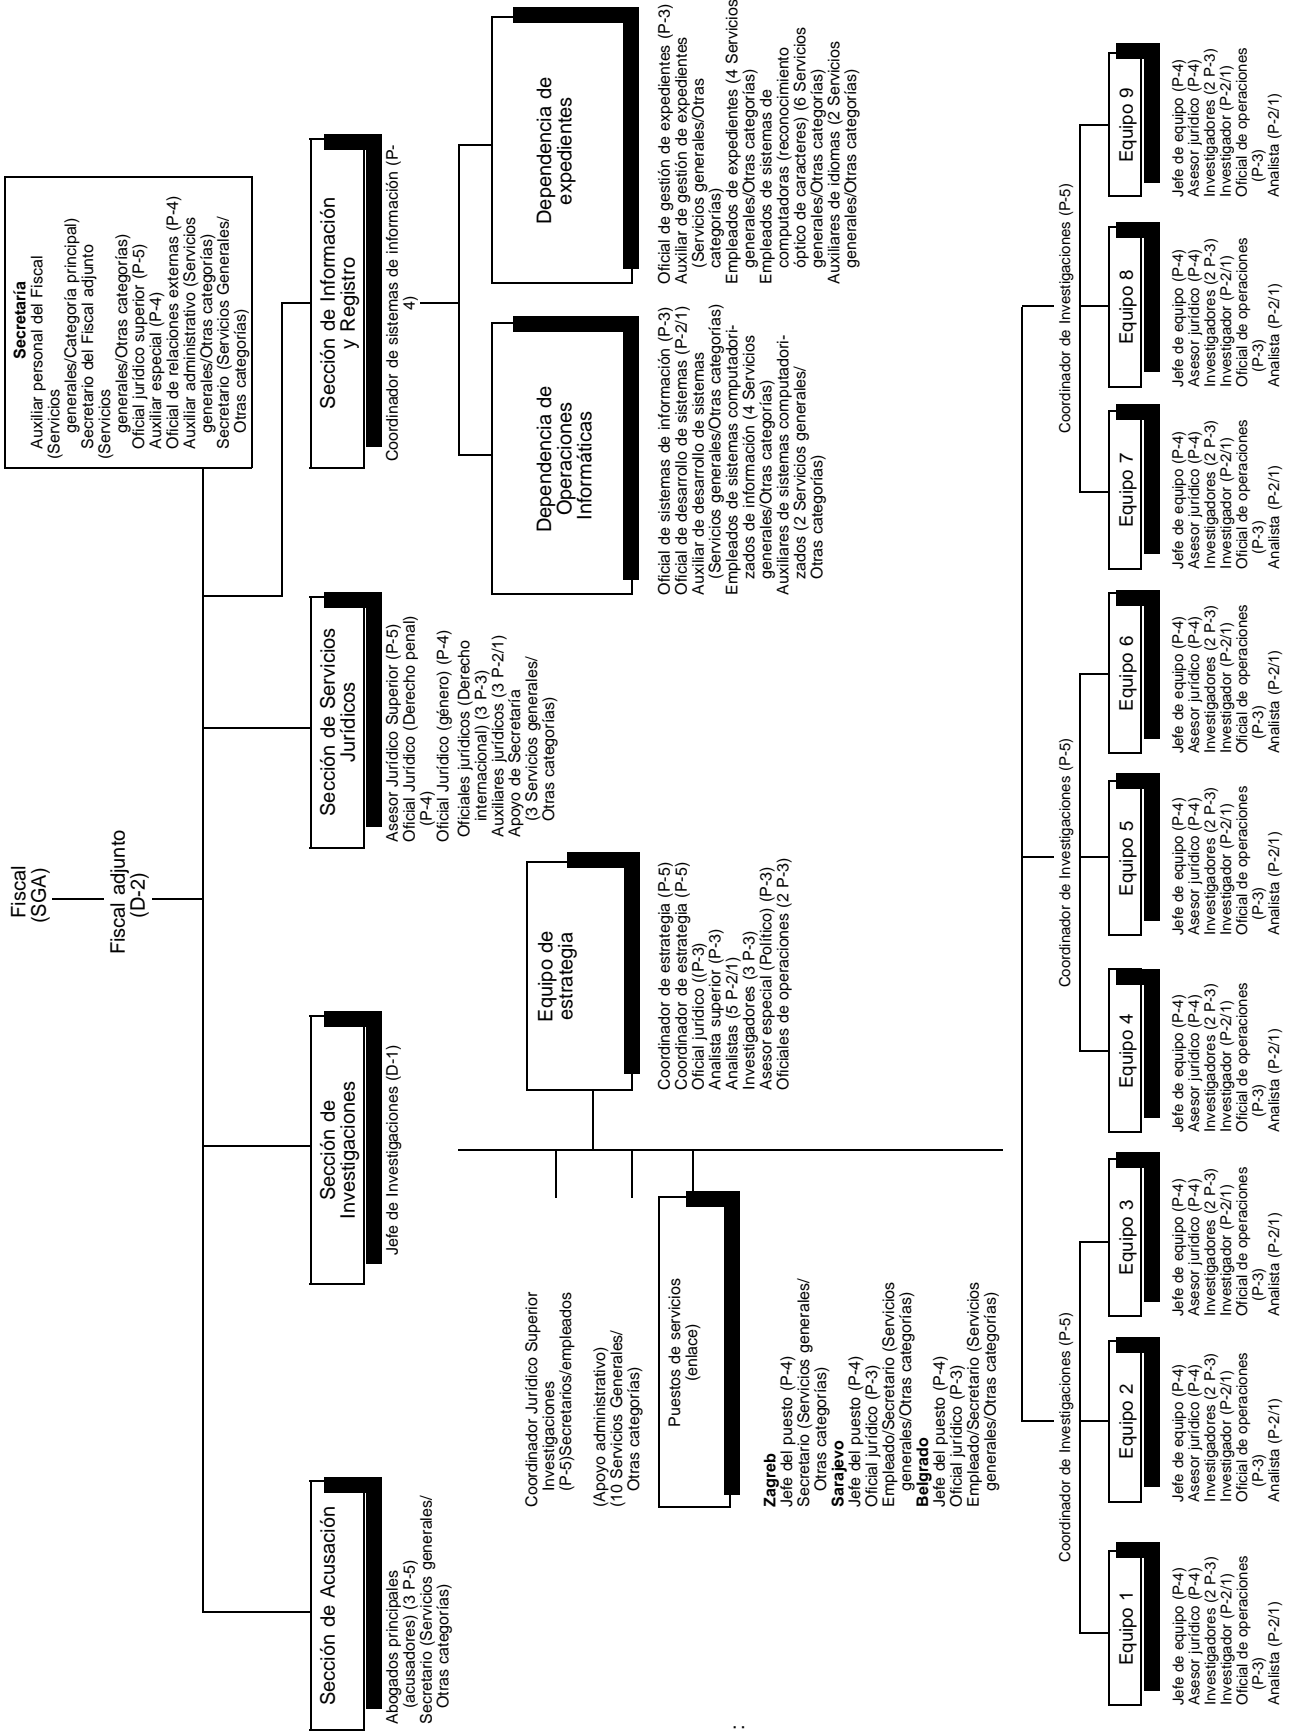 Fiscal
(SGA)
Fiscal adjunto
(D-2)
Secretaría
Auxiliar personal del Fiscal
(Servicios
generales/Categoría principal)
Secretario del Fiscal adjunto
(Servicios
generales/Otras categorías)
Oficial jurídico superior (P-5)
Auxiliar especial (P-4)
Oficial de relaciones externas (P-4)
Auxiliar administrativo (Servicios
generales/Otras categorías)
Secretario (Servicios Generales/
Otras categorías)
Sección de Acusación
Abogados principales
(acusadores) (3 P-5)
Secretario (Servicios generales/
Otras categorías)
Sección de
Investigaciones
Jefe de Investigaciones (D-1)
Sección de Servicios
Jurídicos
Asesor Jurídico Superior (P-5)
Oficial Jurídico (Derecho penal)
(P-4)
Oficial Jurídico (género) (P-4)
Oficiales jurídicos (Derecho
internacional) (3 P-3)
Auxiliares jurídicos (3 P-2/1)
Apoyo de Secretaría
(3 Servicios generales/
Otras categorías)
Sección de Información
y Registro
Coordinador de sistemas de información (P-
4)
Coordinador Jurídico Superior
Investigaciones
(P-5)Secretarios/empleados
(Apoyo administrativo)
(10 Servicios Generales/
Otras categorías)
Equipo de
estrategia
Coordinador de estrategia (P-5)
Coordinador de estrategia (P-5)
Oficial jurídico ((P-3)
Analista superior (P-3)
Analistas (5 P-2/1)
Investigadores (3 P-3)
Asesor especial (Político) (P-3)
Oficiales de operaciones (2 P-3)
Dependencia de
Operaciones
Informáticas
Oficial de sistemas de información (P-3)
Oficial de desarrollo de sistemas (P-2/1)
Auxiliar de desarrollo de sistemas
(Servicios generales/Otras categorías)
Empleados de sistemas computadori-
zados de información (4 Servicios
generales/Otras categorías)
Auxiliares de sistemas computadori-
zados (2 Servicios generales/
Otras categorías)
Dependencia de
expedientes
Oficial de gestión de expedientes (P-3)
Auxiliar de gestión de expedientes
(Servicios generales/Otras
categorías)
Empleados de expedientes (4 Servicios
generales/Otras categorías)
Empleados de sistemas de
computadoras (reconocimiento
óptico de caracteres) (6 Servicios
generales/Otras categorías)
Auxiliares de idiomas (2 Servicios
generales/Otras categorías)
Puestos de servicios
(enlace)
Zagreb
Jefe del puesto (P-4)
Secretario (Servicios generales/
Otras categorías)
Sarajevo
Jefe del puesto (P-4)
Oficial jurídico (P-3)
Empleado/Secretario (Servicios
generales/Otras categorías)
Belgrado
Jefe del puesto (P-4)
Oficial jurídico (P-3)
Empleado/Secretario (Servicios
generales/Otras categorías)
:
Coordinador de Investigaciones (P-5)
Coordinador de Investigaciones (P-5)
Coordinador de Investigaciones (P-5)
Equipo 1
Jefe de equipo (P-4)
Asesor jurídico (P-4)
Investigadores (2 P-3)
Investigador (P-2/1)
Oficial de operaciones
(P-3)
Analista (P-2/1)
Equipo 2
Jefe de equipo (P-4)
Asesor jurídico (P-4)
Investigadores (2 P-3)
Investigador (P-2/1)
Oficial de operaciones
(P-3)
Analista (P-2/1)
Equipo 3
Jefe de equipo (P-4)
Asesor jurídico (P-4)
Investigadores (2 P-3)
Investigador (P-2/1)
Oficial de operaciones
(P-3)
Analista (P-2/1)
Equipo 4
Jefe de equipo (P-4)
Asesor jurídico (P-4)
Investigadores (2 P-3)
Investigador (P-2/1)
Oficial de operaciones
(P-3)
Analista (P-2/1)
Equipo 5
Jefe de equipo (P-4)
Asesor jurídico (P-4)
Investigadores (2 P-3)
Investigador (P-2/1)
Oficial de operaciones
(P-3)
Analista (P-2/1)
Equipo 6
Jefe de equipo (P-4)
Asesor jurídico (P-4)
Investigadores (2 P-3)
Investigador (P-2/1)
Oficial de operaciones
(P-3)
Analista (P-2/1)
Equipo 7
Jefe de equipo (P-4)
Asesor jurídico (P-4)
Investigadores (2 P-3)
Investigador (P-2/1)
Oficial de operaciones
(P-3)
Analista (P-2/1)
Equipo 8
Jefe de equipo (P-4)
Asesor jurídico (P-4)
Investigadores (2 P-3)
Investigador (P-2/1)
Oficial de operaciones
(P-3)
Analista (P-2/1)
Equipo 9
Jefe de equipo (P-4)
Asesor jurídico (P-4)
Investigadores (2 P-3)
Investigador (P-2/1)
Oficial de operaciones
(P-3)
Analista (P-2/1)